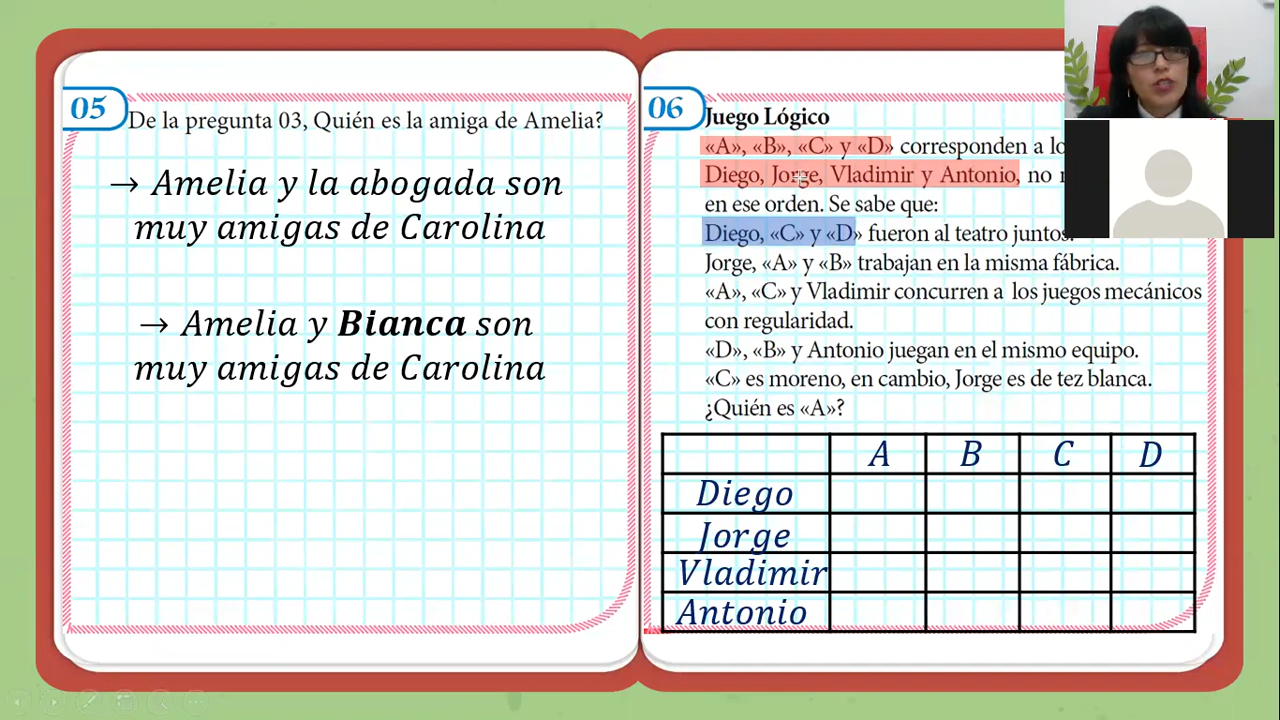 05
De la pregunta 03, Quién es la amiga de Amelia?
→ Amelia y la abogada son
muy amigas de Carolina
→ Amelia y Bianca son
muy amigas de Carolina
06
Juego Lógico
«A», «B», «C» y «D» corresponden a
Diego, Jorge, Vladimir y Antonio, no
en ese orden. Se sabe que:
Diego, «C» y «D» fueron al teatro juntos.
Jorge, «A» y «B» trabajan en la misma fábrica.
«A», «C» y Vladimir concurren a los juegos mecánicos
con regularidad.
«D», «B» y Antonio juegan en el mismo equipo.
«C» es moreno, en cambio, Jorge es de tez blanca.
¿Quién es «A»?
A B C D
Diego
Jorge
Vladimir
Antonio